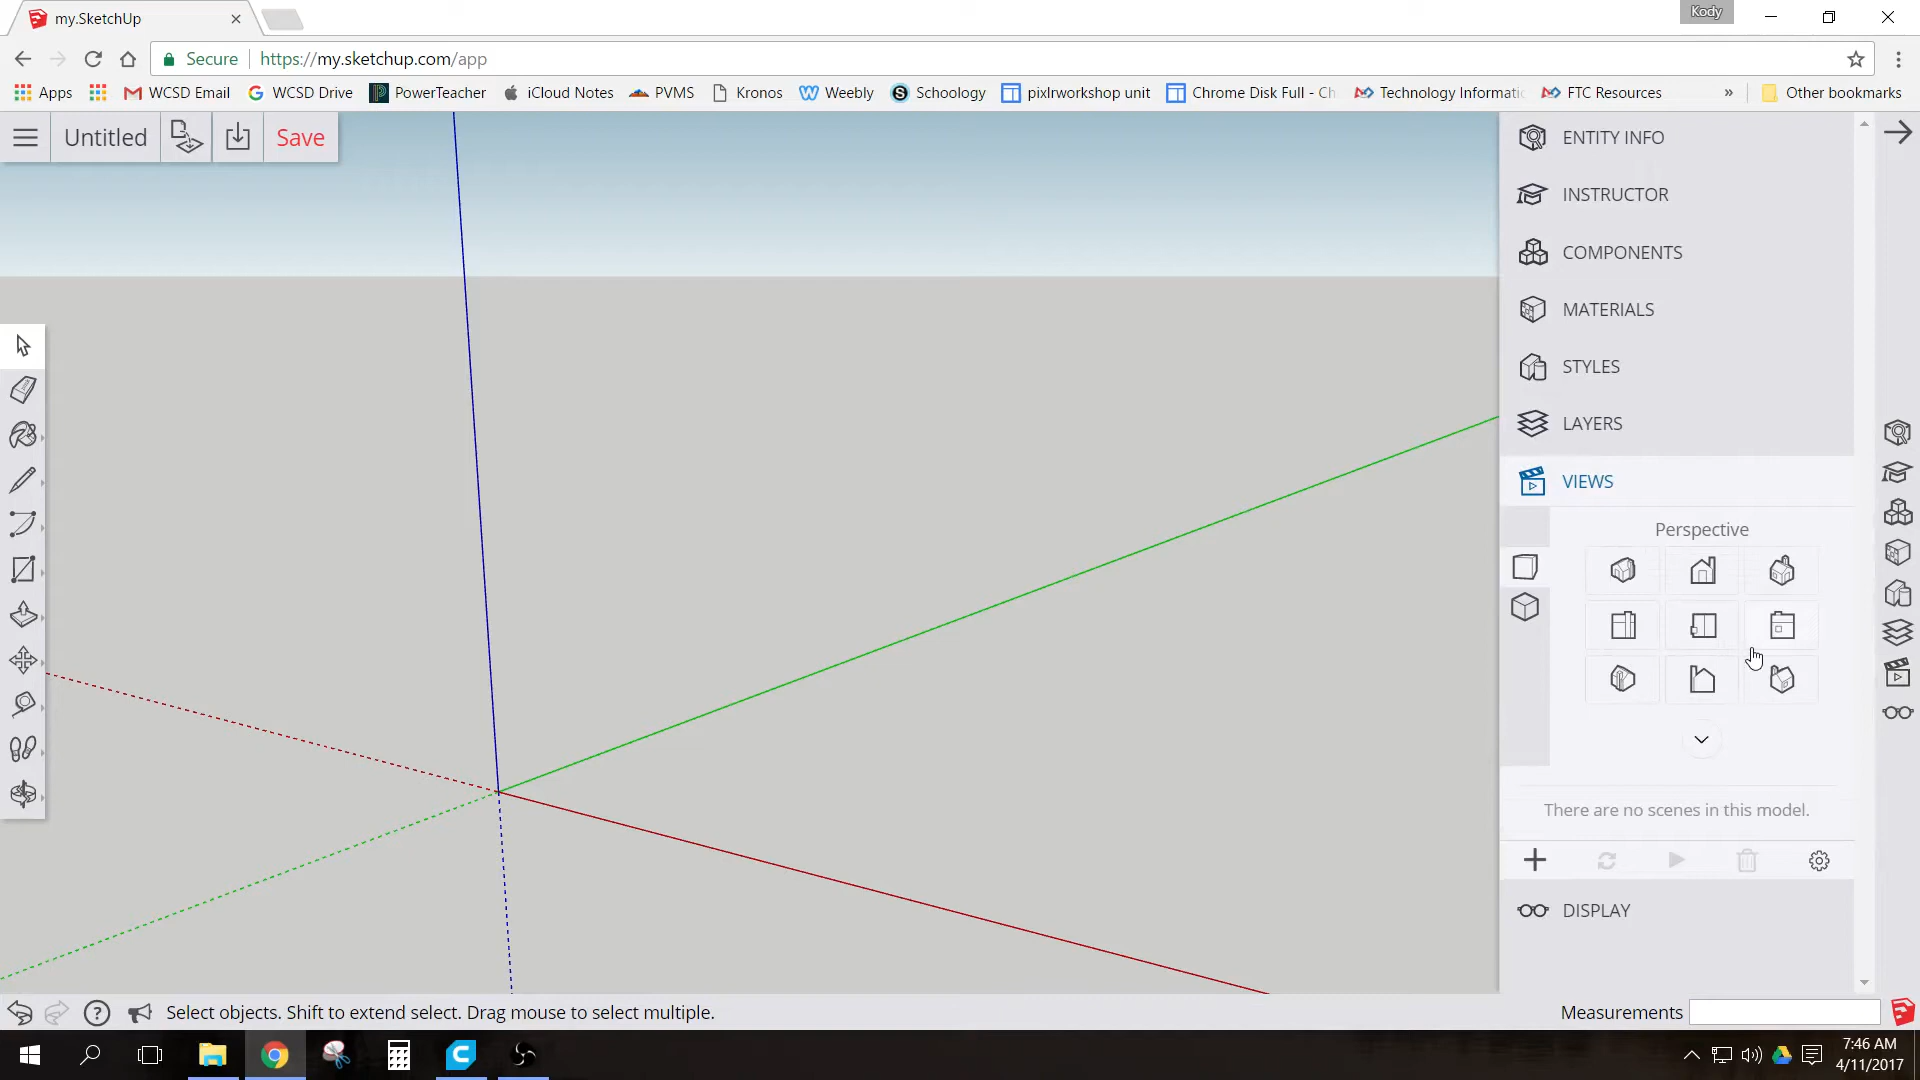 my.SketchUp
Kody
Secure https://my.sketchup.com/app
Apps WCSD Email WCSD Drive PowerTeacher iCloud Notes PVMS Kronos Weebly Schoology pixlrworkshop unit Chrome Disk Full - Ch Technology Informatic FTC Resources » Other bookmarks
Untitled Save
ENTITY INFO
INSTRUCTOR
COMPONENTS
MATERIALS
STYLES
LAYERS
VIEWS
Perspective
There are no scenes in this model.
DISPLAY
Select objects. Shift to extend select. Drag mouse to select multiple. Measurements
7:46 AM
4/11/2017